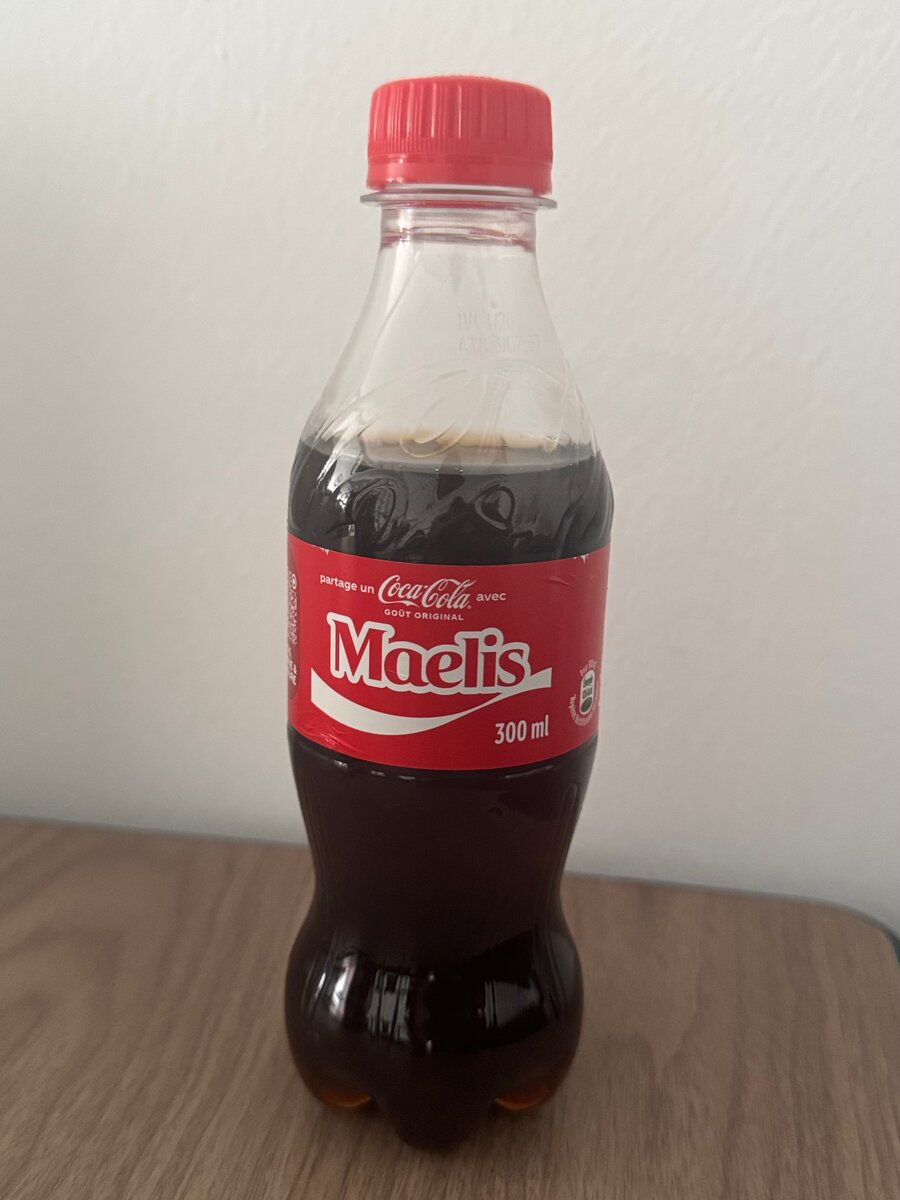 partage un Coca-Cola avec
GOÛT ORIGINAL
Maelis
300 ml